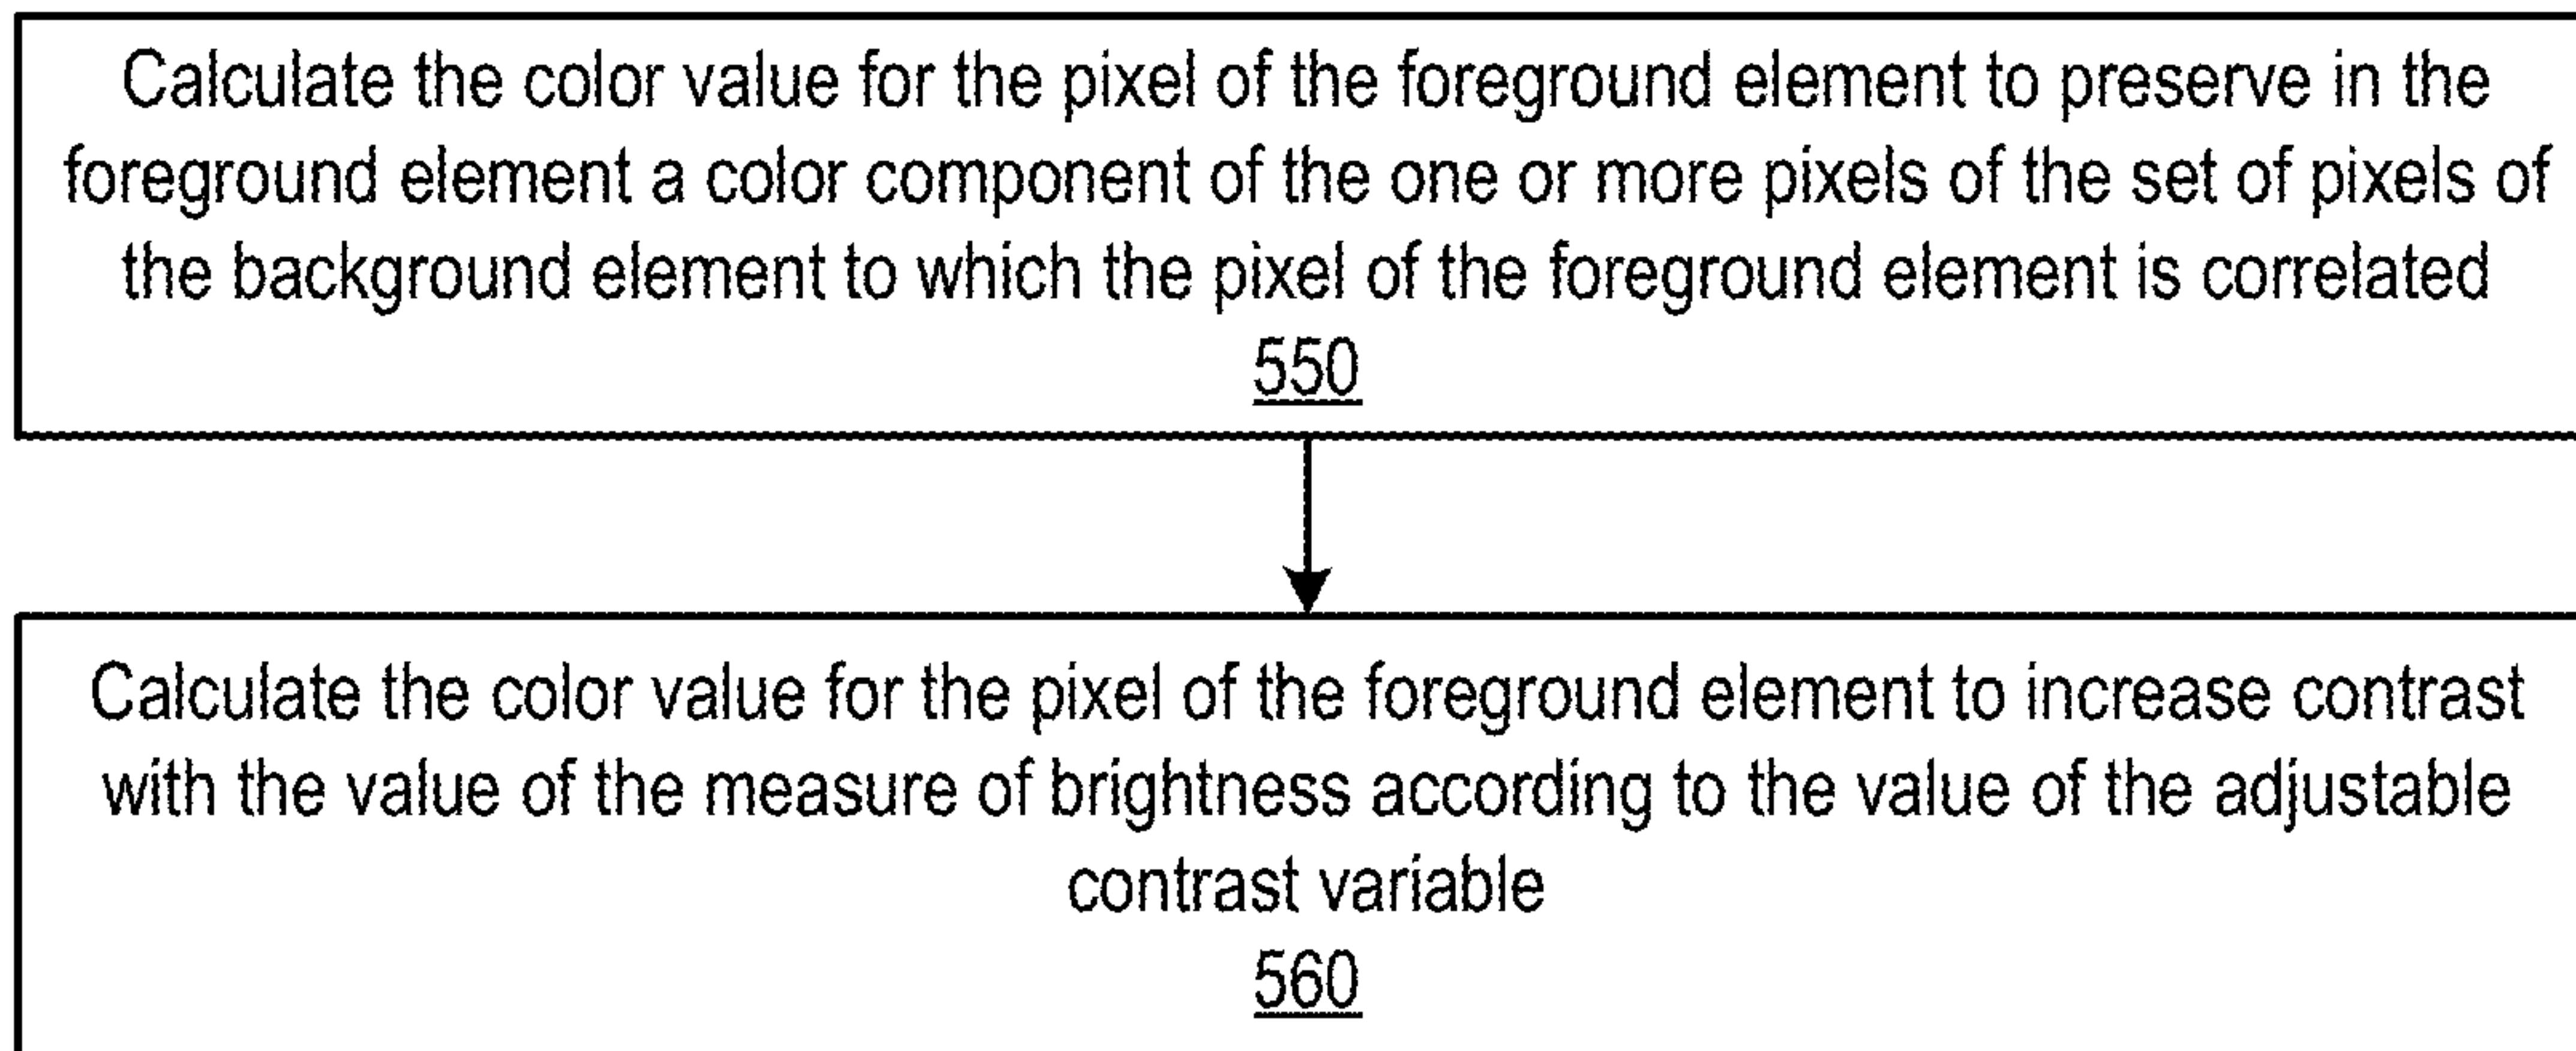 Calculate the color value for the pixel of the foreground element to preserve in the
foreground element a color component of the one or more pixels of the set of pixels of
the background element to which the pixel of the foreground element is correlated
550
Calculate the color value for the pixel of the foreground element to increase contrast
with the value of the measure of brightness according to the value of the adjustable
contrast variable
560